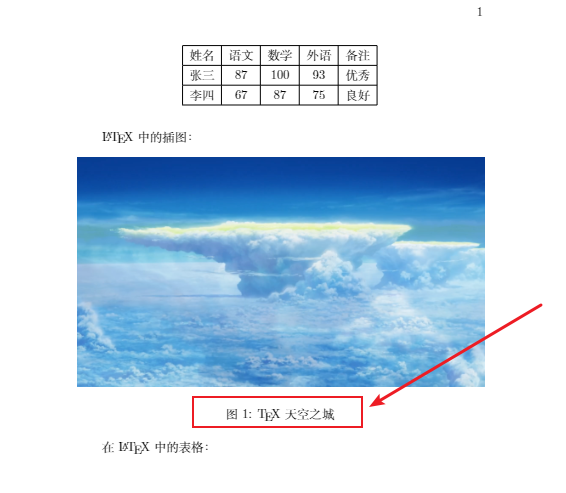 1
姓名 语文 数学 外语 备注
张三 87 100 93 优秀
李四 67 87 75 良好
LATEX 中的插图:
图 1: TEX 天空之城
在 LATEX 中的表格: